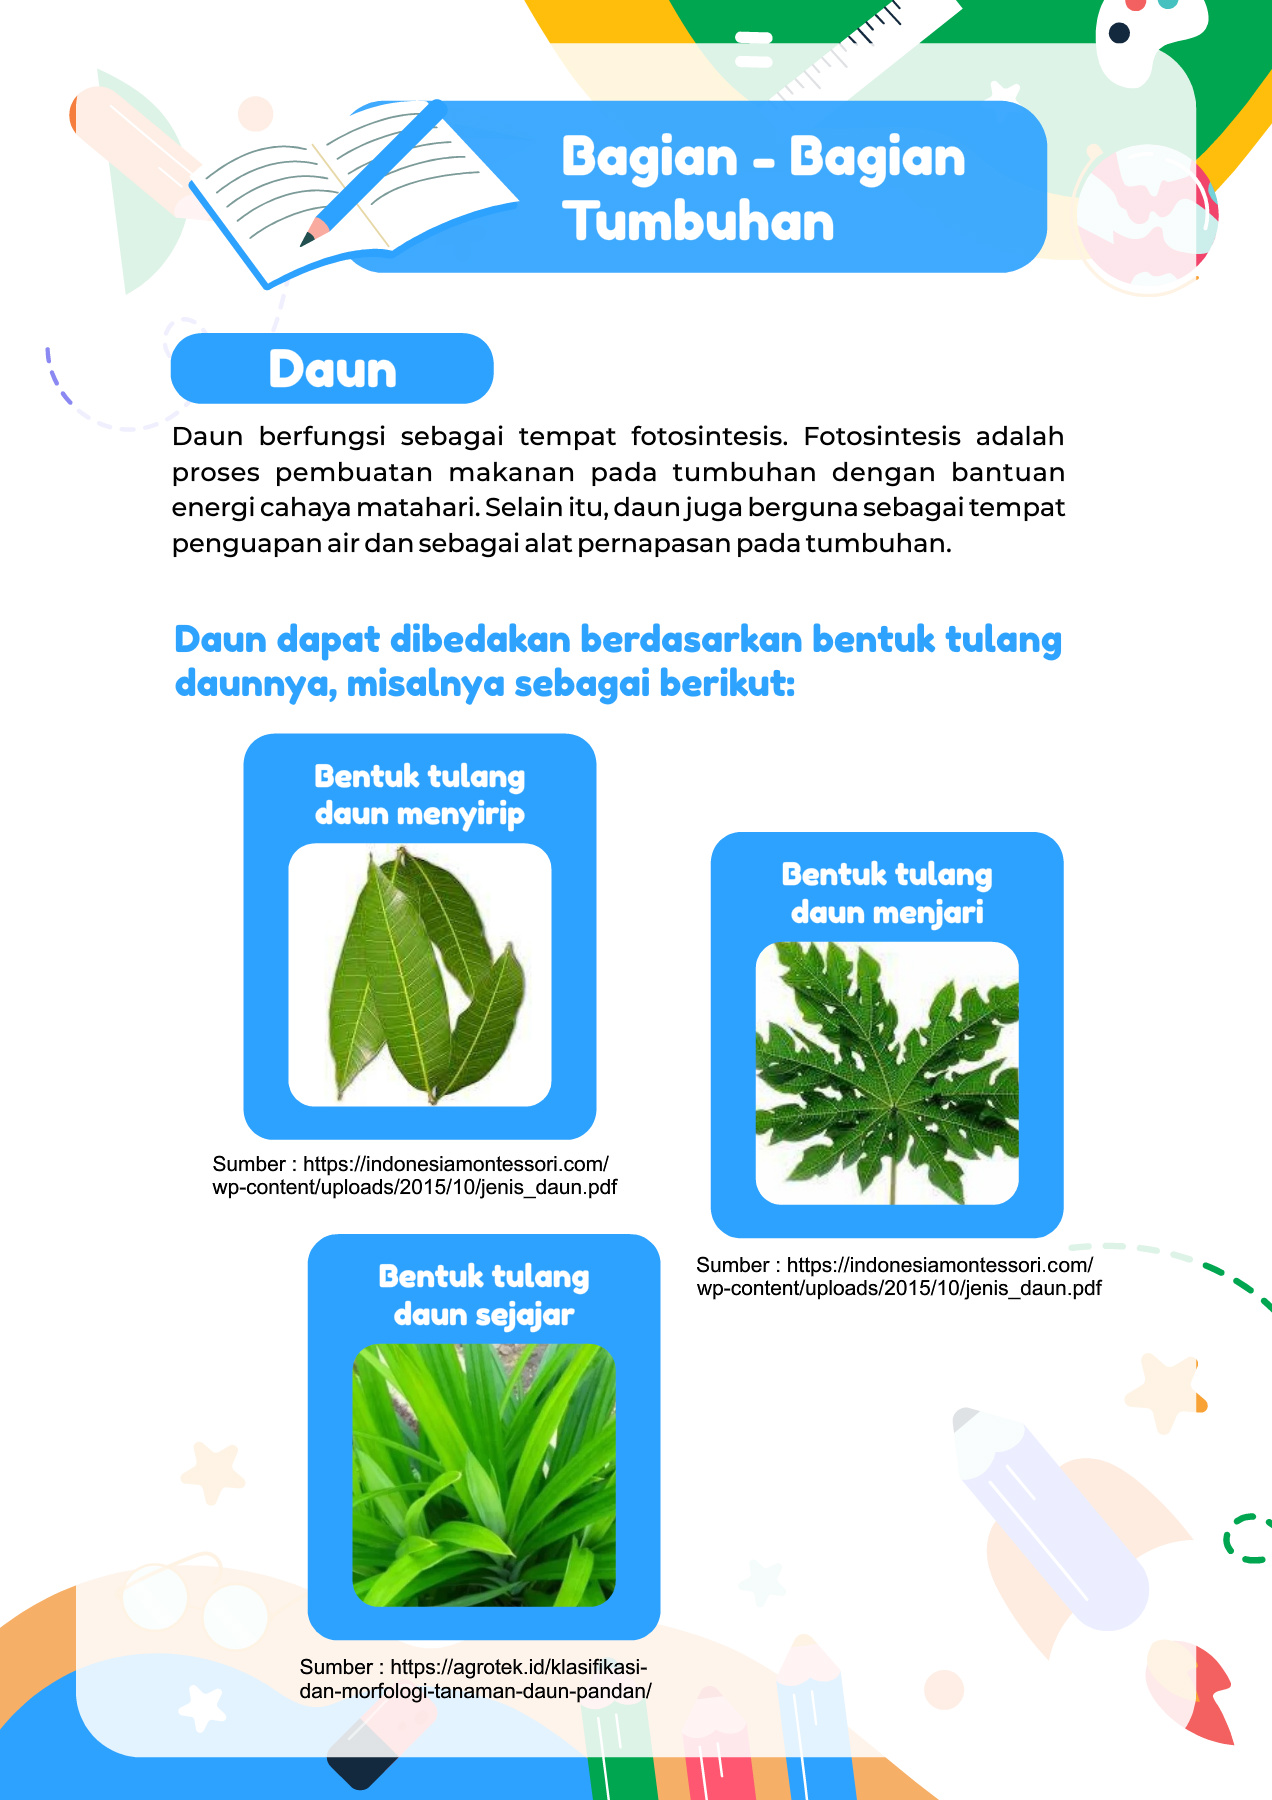 Bagian - Bagian
Tumbuhan
Daun
Daun berfungsi sebagai tempat fotosintesis. Fotosintesis adalah
proses pembuatan makanan pada tumbuhan dengan bantuan
energi cahaya matahari. Selain itu, daun juga berguna sebagai tempat
penguapan air dan sebagai alat pernapasan pada tumbuhan.
Daun dapat dibedakan berdasarkan bentuk tulang
daunnya, misalnya sebagai berikut:
Bentuk tulang
daun menyirip
Sumber : https://indonesiamontessori.com/
wp-content/uploads/2015/10/jenis_daun.pdf
Bentuk tulang
daun menjari
Sumber : https://indonesiamontessori.com/
wp-content/uploads/2015/10/jenis_daun.pdf
Bentuk tulang
daun sejajar
Sumber : https://agrotek.id/klasifikasi-
dan-morfologi-tanaman-daun-pandan/